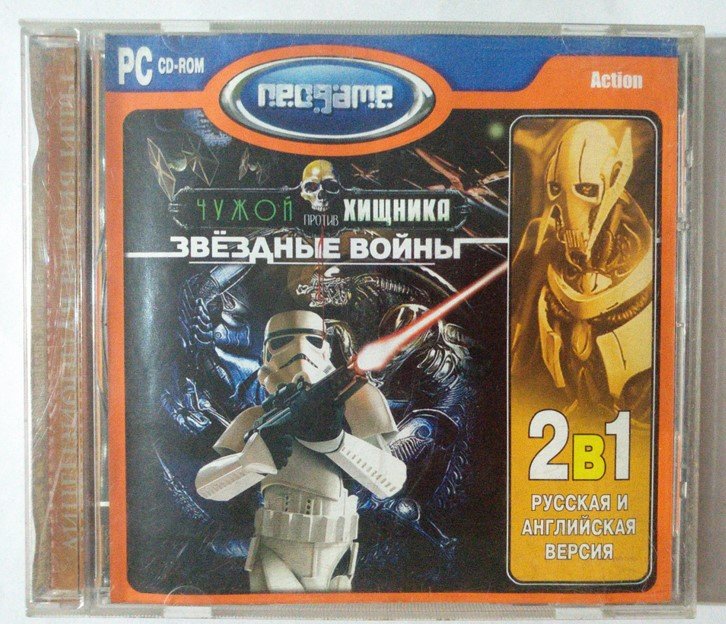 PC CD-ROM
neogame
Action
ЧУЖОЙ ПРОТИВ ХИЩНИКА
ЗВЁЗДНЫЕ ВОЙНЫ
2в1
РУССКАЯ И
АНГЛИЙСКАЯ
ВЕРСИЯ